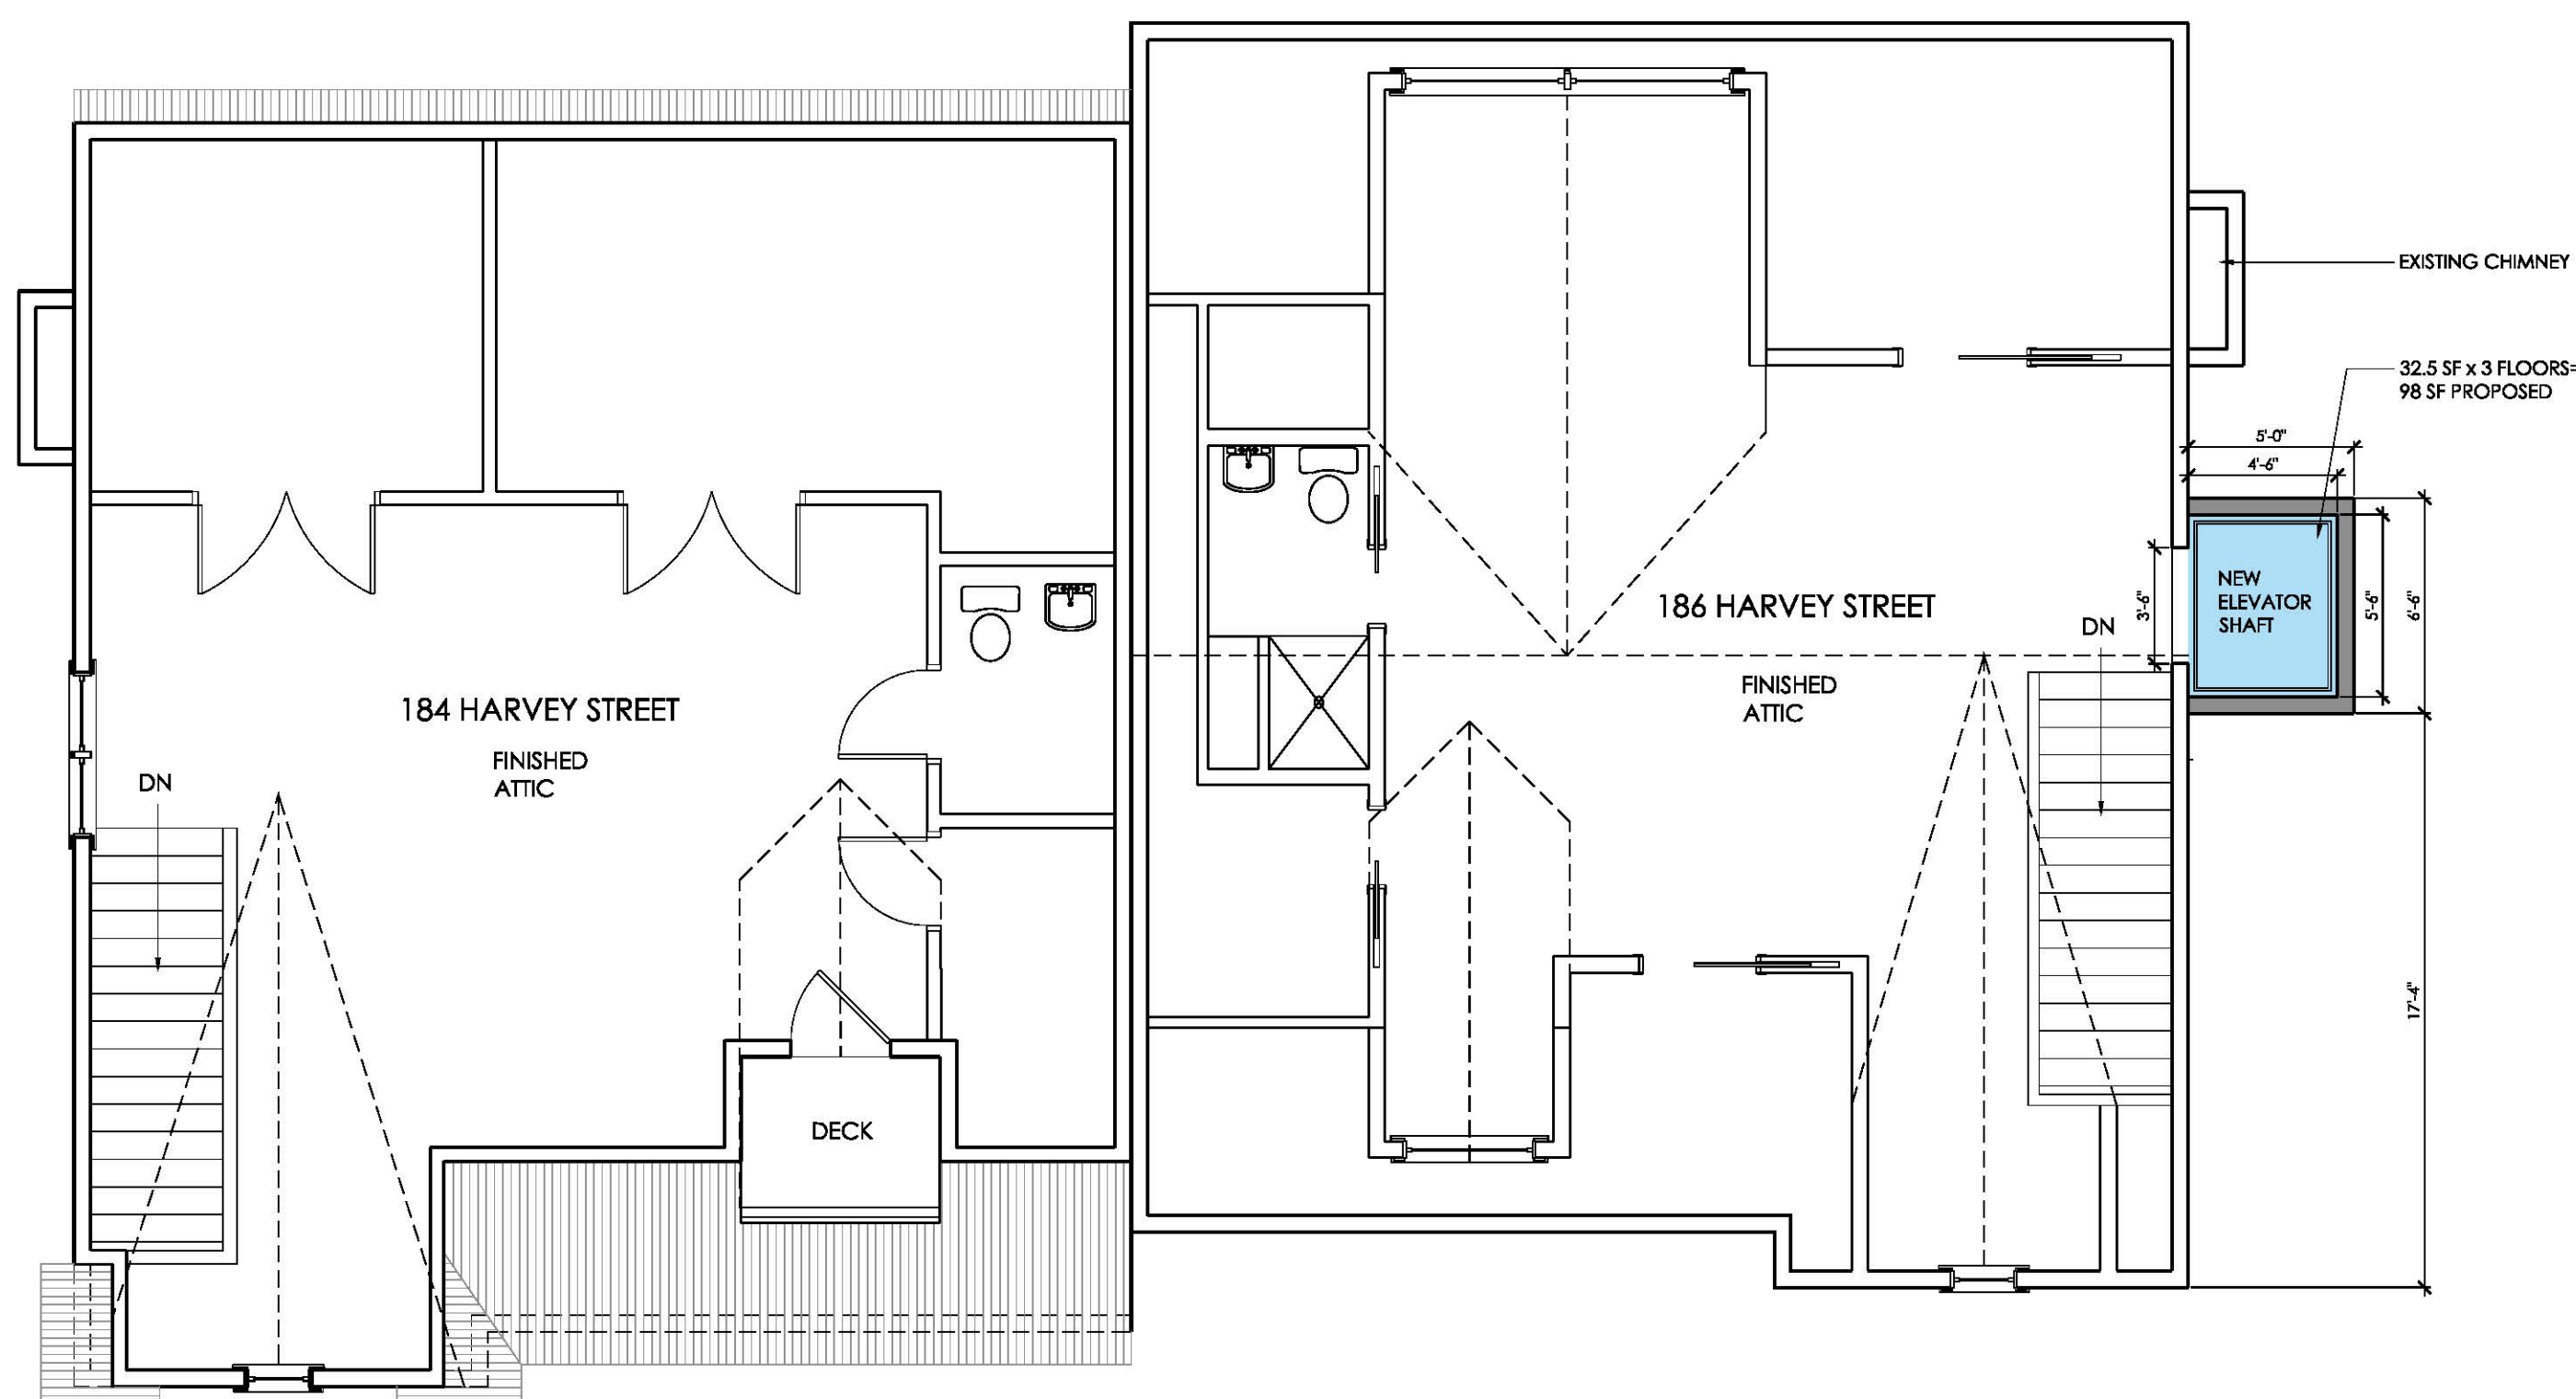 EXISTING CHIMNEY
32.5 SF x 3 FLOORS=
98 SF PROPOSED
5'-0"
4'-6"
NEW
ELEVATOR
SHAFT
3'-6"
5'-6"
6'-6"
186 HARVEY STREET
DN
FINISHED
ATTIC
184 HARVEY STREET
FINISHED
ATTIC
DN
17'-4"
DECK